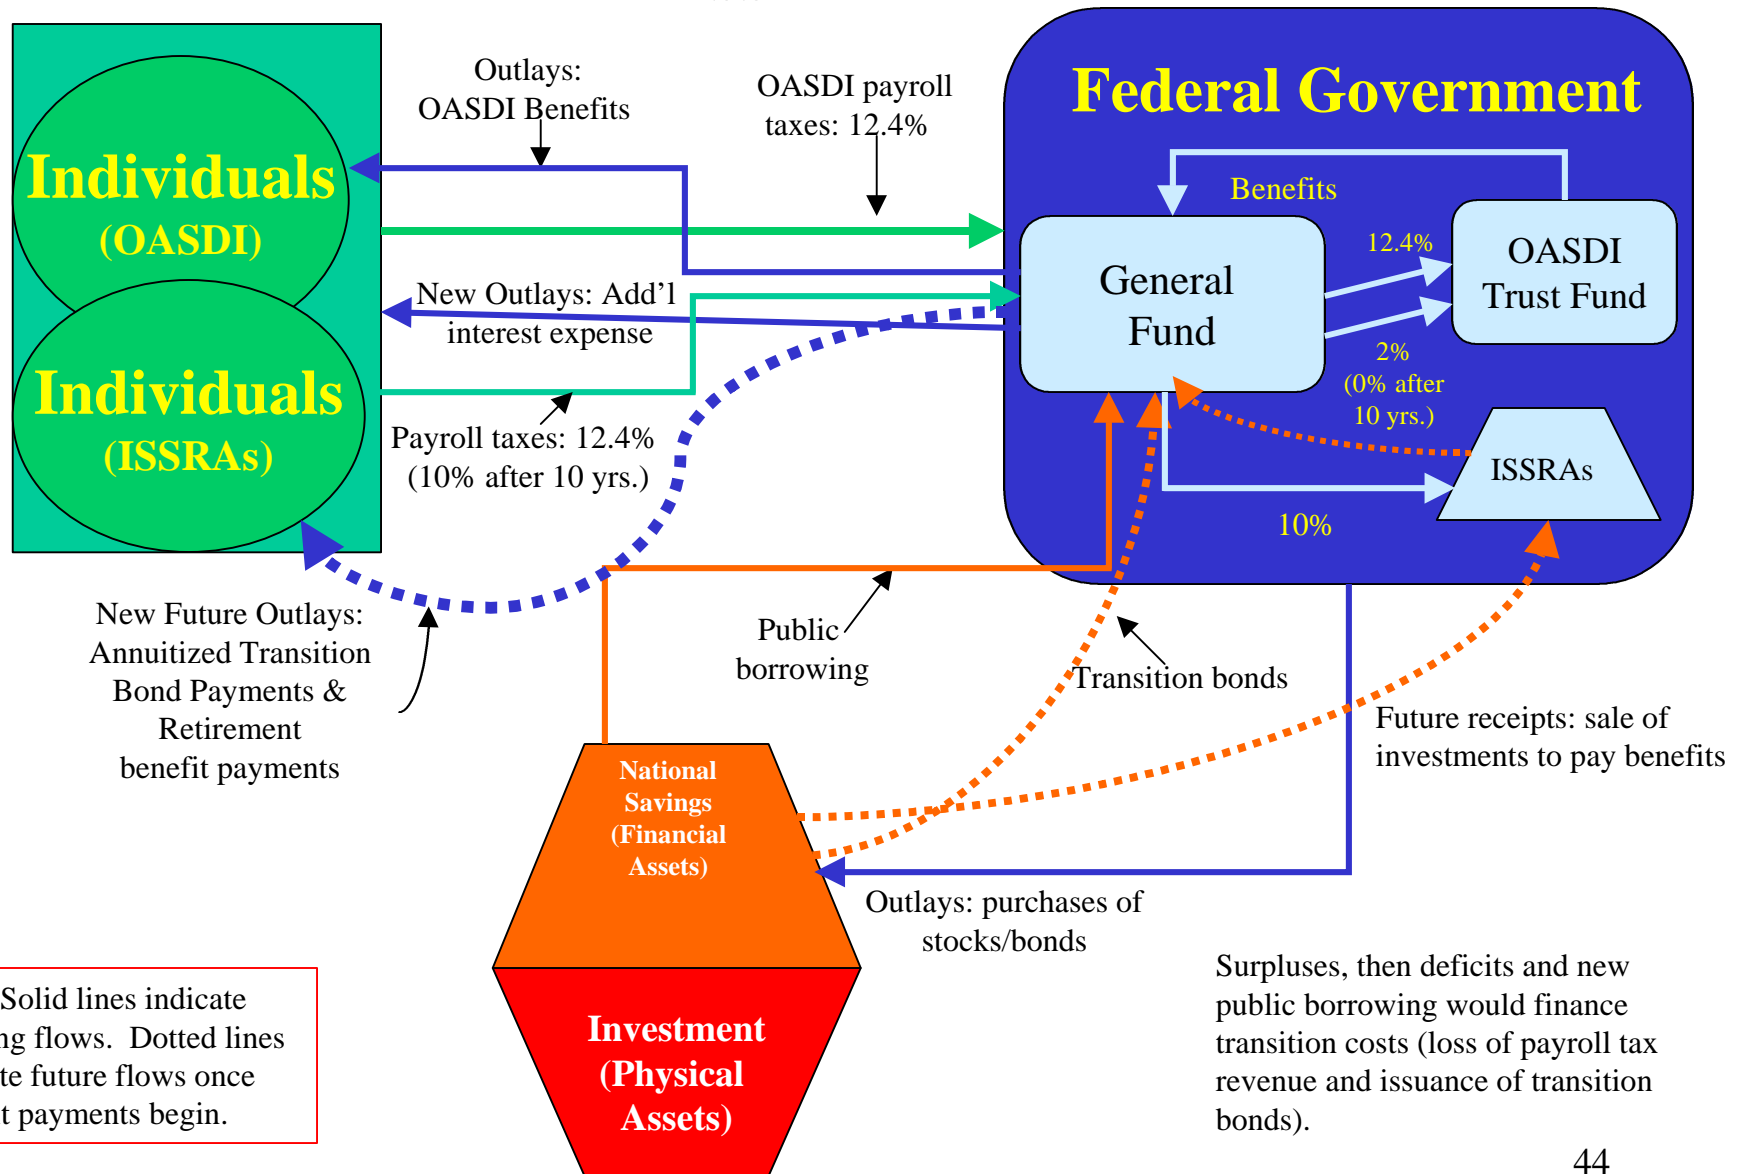 Federal Government
Outlays:
OASDI Benefits
OASDI payroll
taxes: 12.4%
Individuals
(OASDI)
Benefits
12.4%
OASDI
Trust Fund
General
Fund
New Outlays: Add’l
interest expense
2%
(0% after
10 yrs.)
Individuals
(ISSRAs)
Payroll taxes: 12.4%
(10% after 10 yrs.)
ISSRAs
10%
New Future Outlays:
Annuitized Transition
Bond Payments &
Retirement
benefit payments
Public
borrowing
Transition bonds
Future receipts: sale of
investments to pay benefits
National
Savings
(Financial
Assets)
Outlays: purchases of
stocks/bonds
Solid lines indicate
flows. Dotted lines
future flows once
payments begin.
Investment
(Physical
Assets)
Surpluses, then deficits and new
public borrowing would finance
transition costs (loss of payroll tax
revenue and issuance of transition
bonds).
44